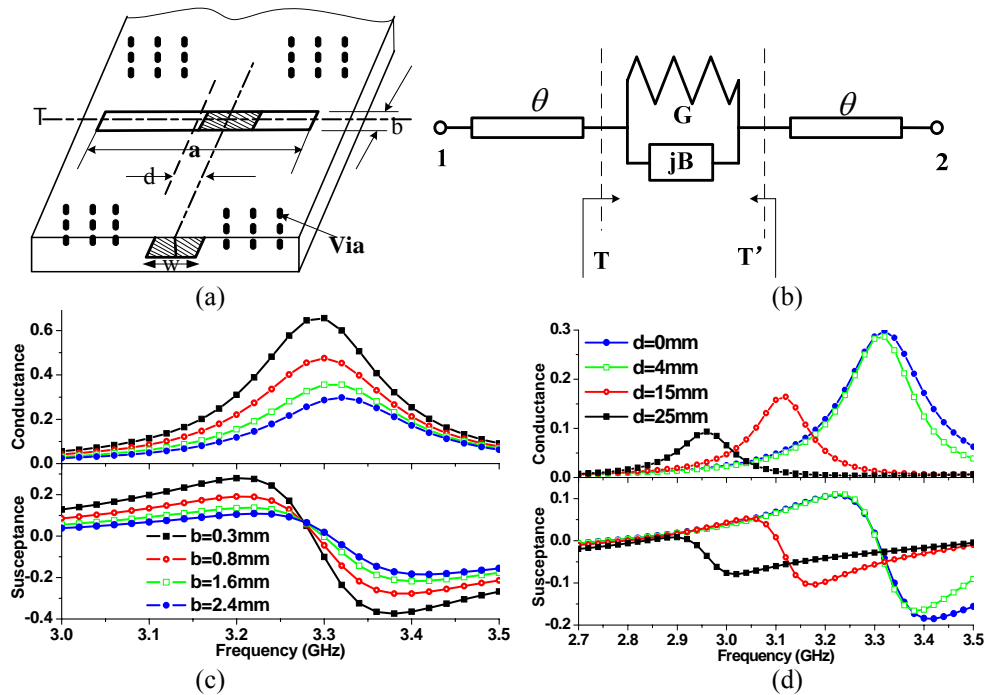 T
b
a
d
Via
w
(a)
θ
θ
G
jB
1
2
T
T'
(b)
Conductance
0.6
0.4
0.2
0.0
Susceptance
0.2
0.0
-0.2
-0.4
b=0.3mm
b=0.8mm
b=1.6mm
b=2.4mm
3.0 3.1 3.2 3.3 3.4 3.5
Frequency (GHz)
(c)
Conductance
0.3
0.2
0.1
0.0
d=0mm
d=4mm
d=15mm
d=25mm
Susceptance
0.1
0.0
-0.1
-0.2
2.7 2.8 2.9 3.0 3.1 3.2 3.3 3.4 3.5
Frequency (GHz)
(d)